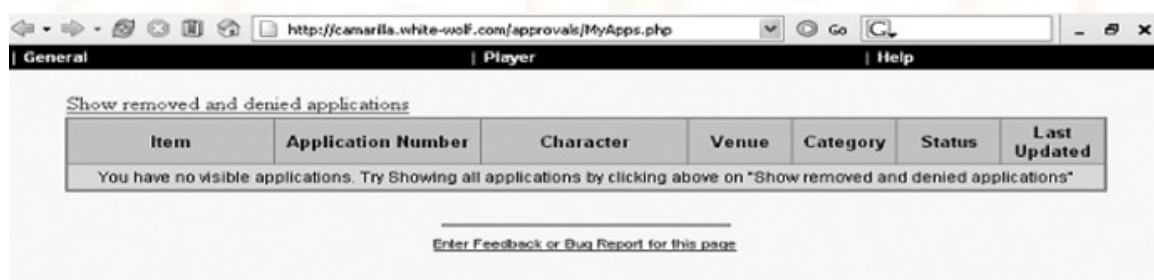 http://camarilla.white-wolf.com/approvals/MyApps.php Go G
| General | Player | Help
Show removed and denied applications
Item Application Number Character Venue Category Status Last Updated
You have no visible applications. Try Showing all applications by clicking above on "Show removed and denied applications"
Enter Feedback or Bug Report for this page